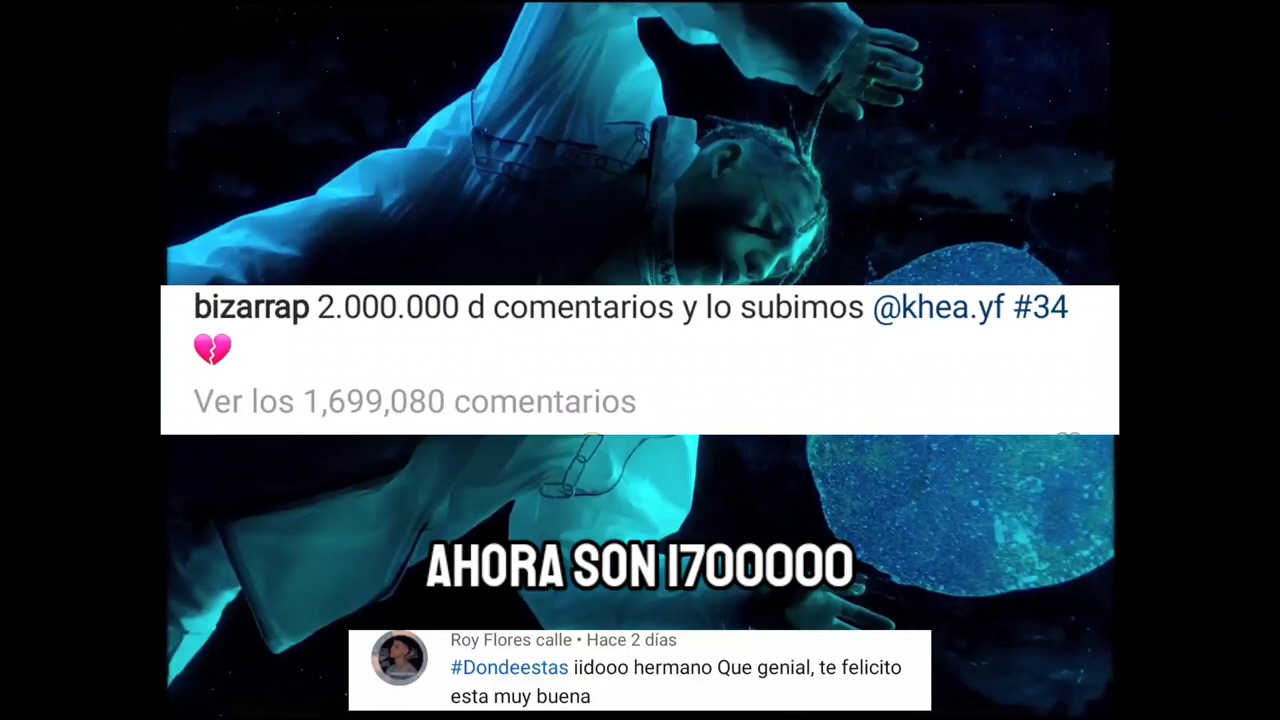 bizarrap 2.000.000 d comentarios y lo subimos @khea.yf #34
💔
Ver los 1,699,080 comentarios
AHORA SON 1700000
Roy Flores calle • Hace 2 días
#Dondeestas iidooo hermano Que genial, te felicito
esta muy buena